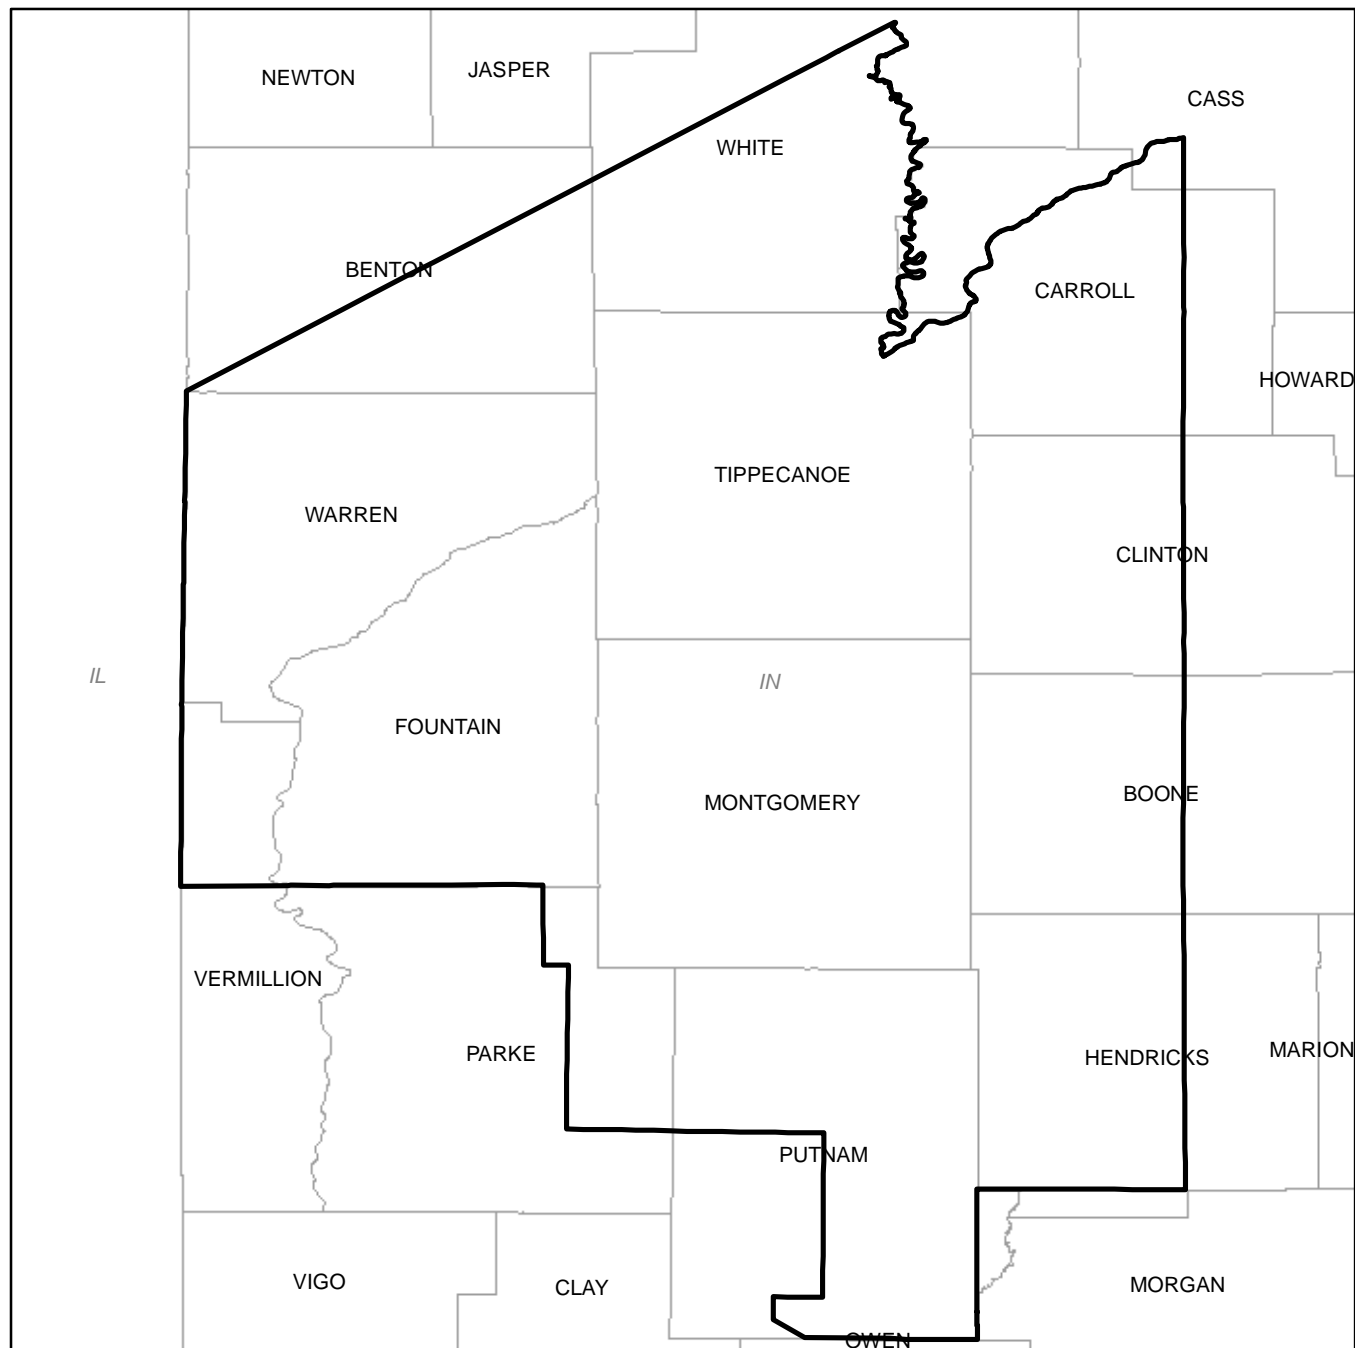 JASPER
NEWTON
CASS
WHITE
BENTON
CARROLL
HOWARD
TIPPECANOE
WARREN
CLINTON
IL
IN
FOUNTAIN
BOONE
MONTGOMERY
VERMILLION
MARION
PARKE
HENDRICKS
PUTNAM
VIGO
MORGAN
CLAY
OWEN